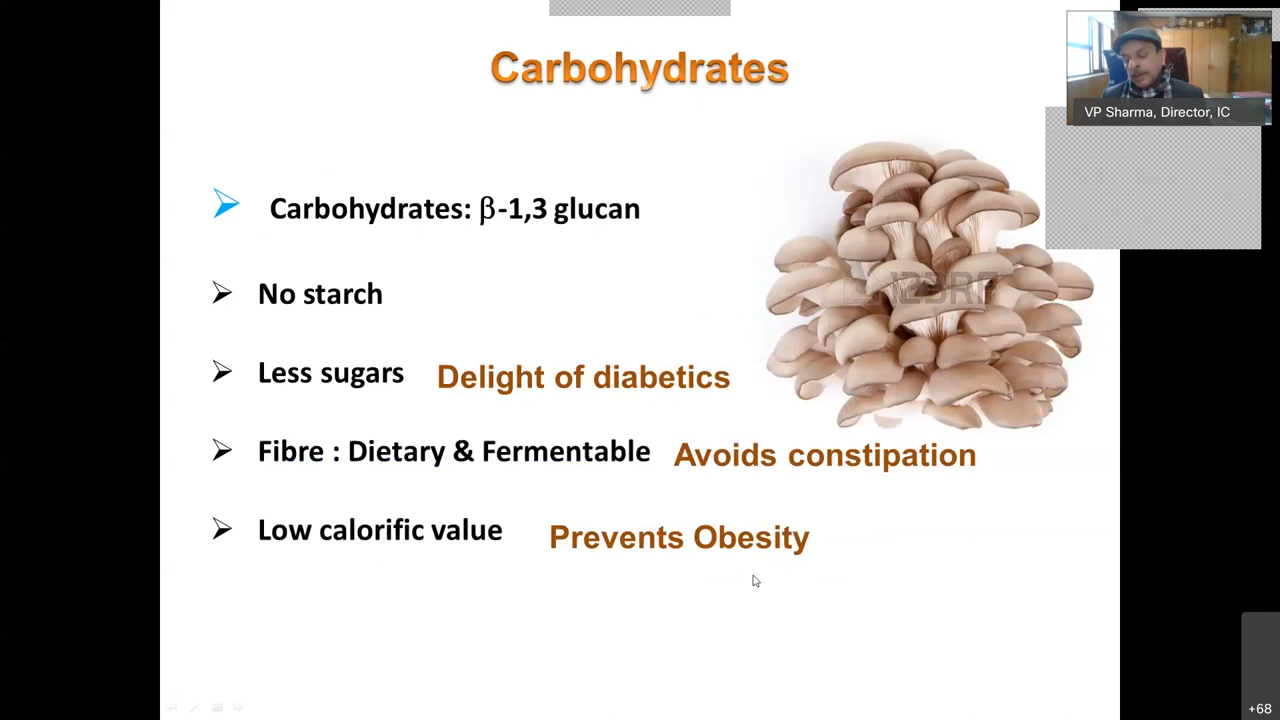 Carbohydrates
VP Sharma, Director, IC
Carbohydrates: β-1,3 glucan
No starch
123RF
Less sugars Delight of diabetics
Fibre : Dietary & Fermentable Avoids constipation
Low calorific value Prevents Obesity
+68